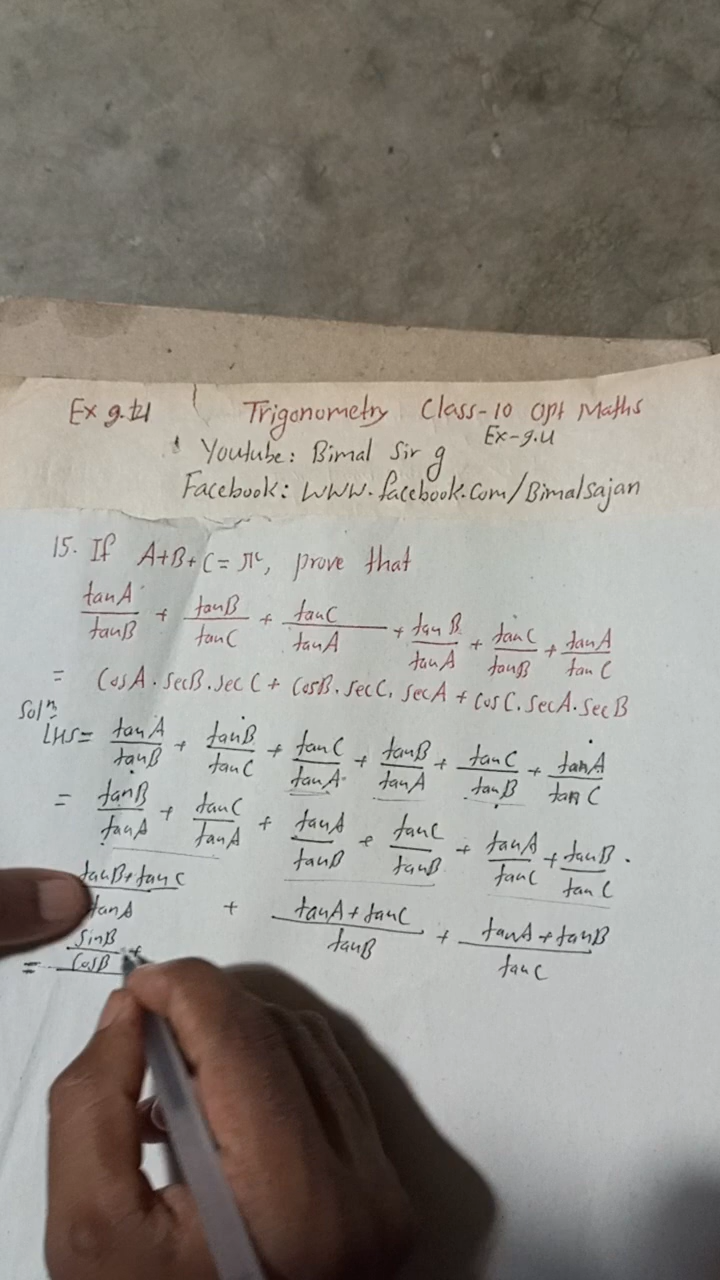 Ex 9.4 Trigonometry Class-10 Opt Maths
Ex-9.4
Youtube: Bimal Sir g
Facebook: WWW.facebook.Com/Bimalsajan
15. If A+B+C = πᶜ, prove that
tanA/tanB + tanB/tanC + tanC/tanA + tanB/tanA + tanC/tanB + tanA/tanC
= CosA.SecB.SecC + CosB.SecC.SecA + CosC.SecA.SecB
Solⁿ:
LHS = tanA/tanB + tanB/tanC + tanC/tanA + tanB/tanA + tanC/tanB + tanA/tanC
= tanB/tanA + tanC/tanA + tanA/tanB + tanC/tanB + tanA/tanC + tanB/tanC.
tanB+tanC/tanA + tanA+tanC/tanB + tanA+tanB/tanC
= SinB/CosB +